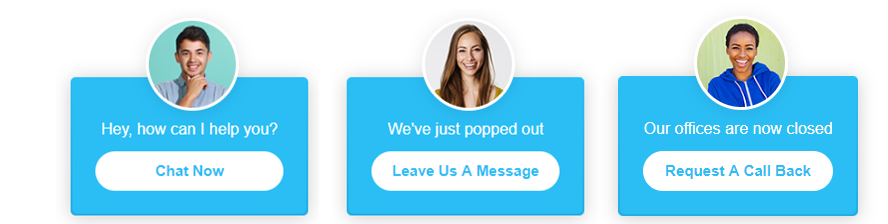 Hey, how can I help you?
Chat Now
We've just popped out
Leave Us A Message
Our offices are now closed
Request A Call Back